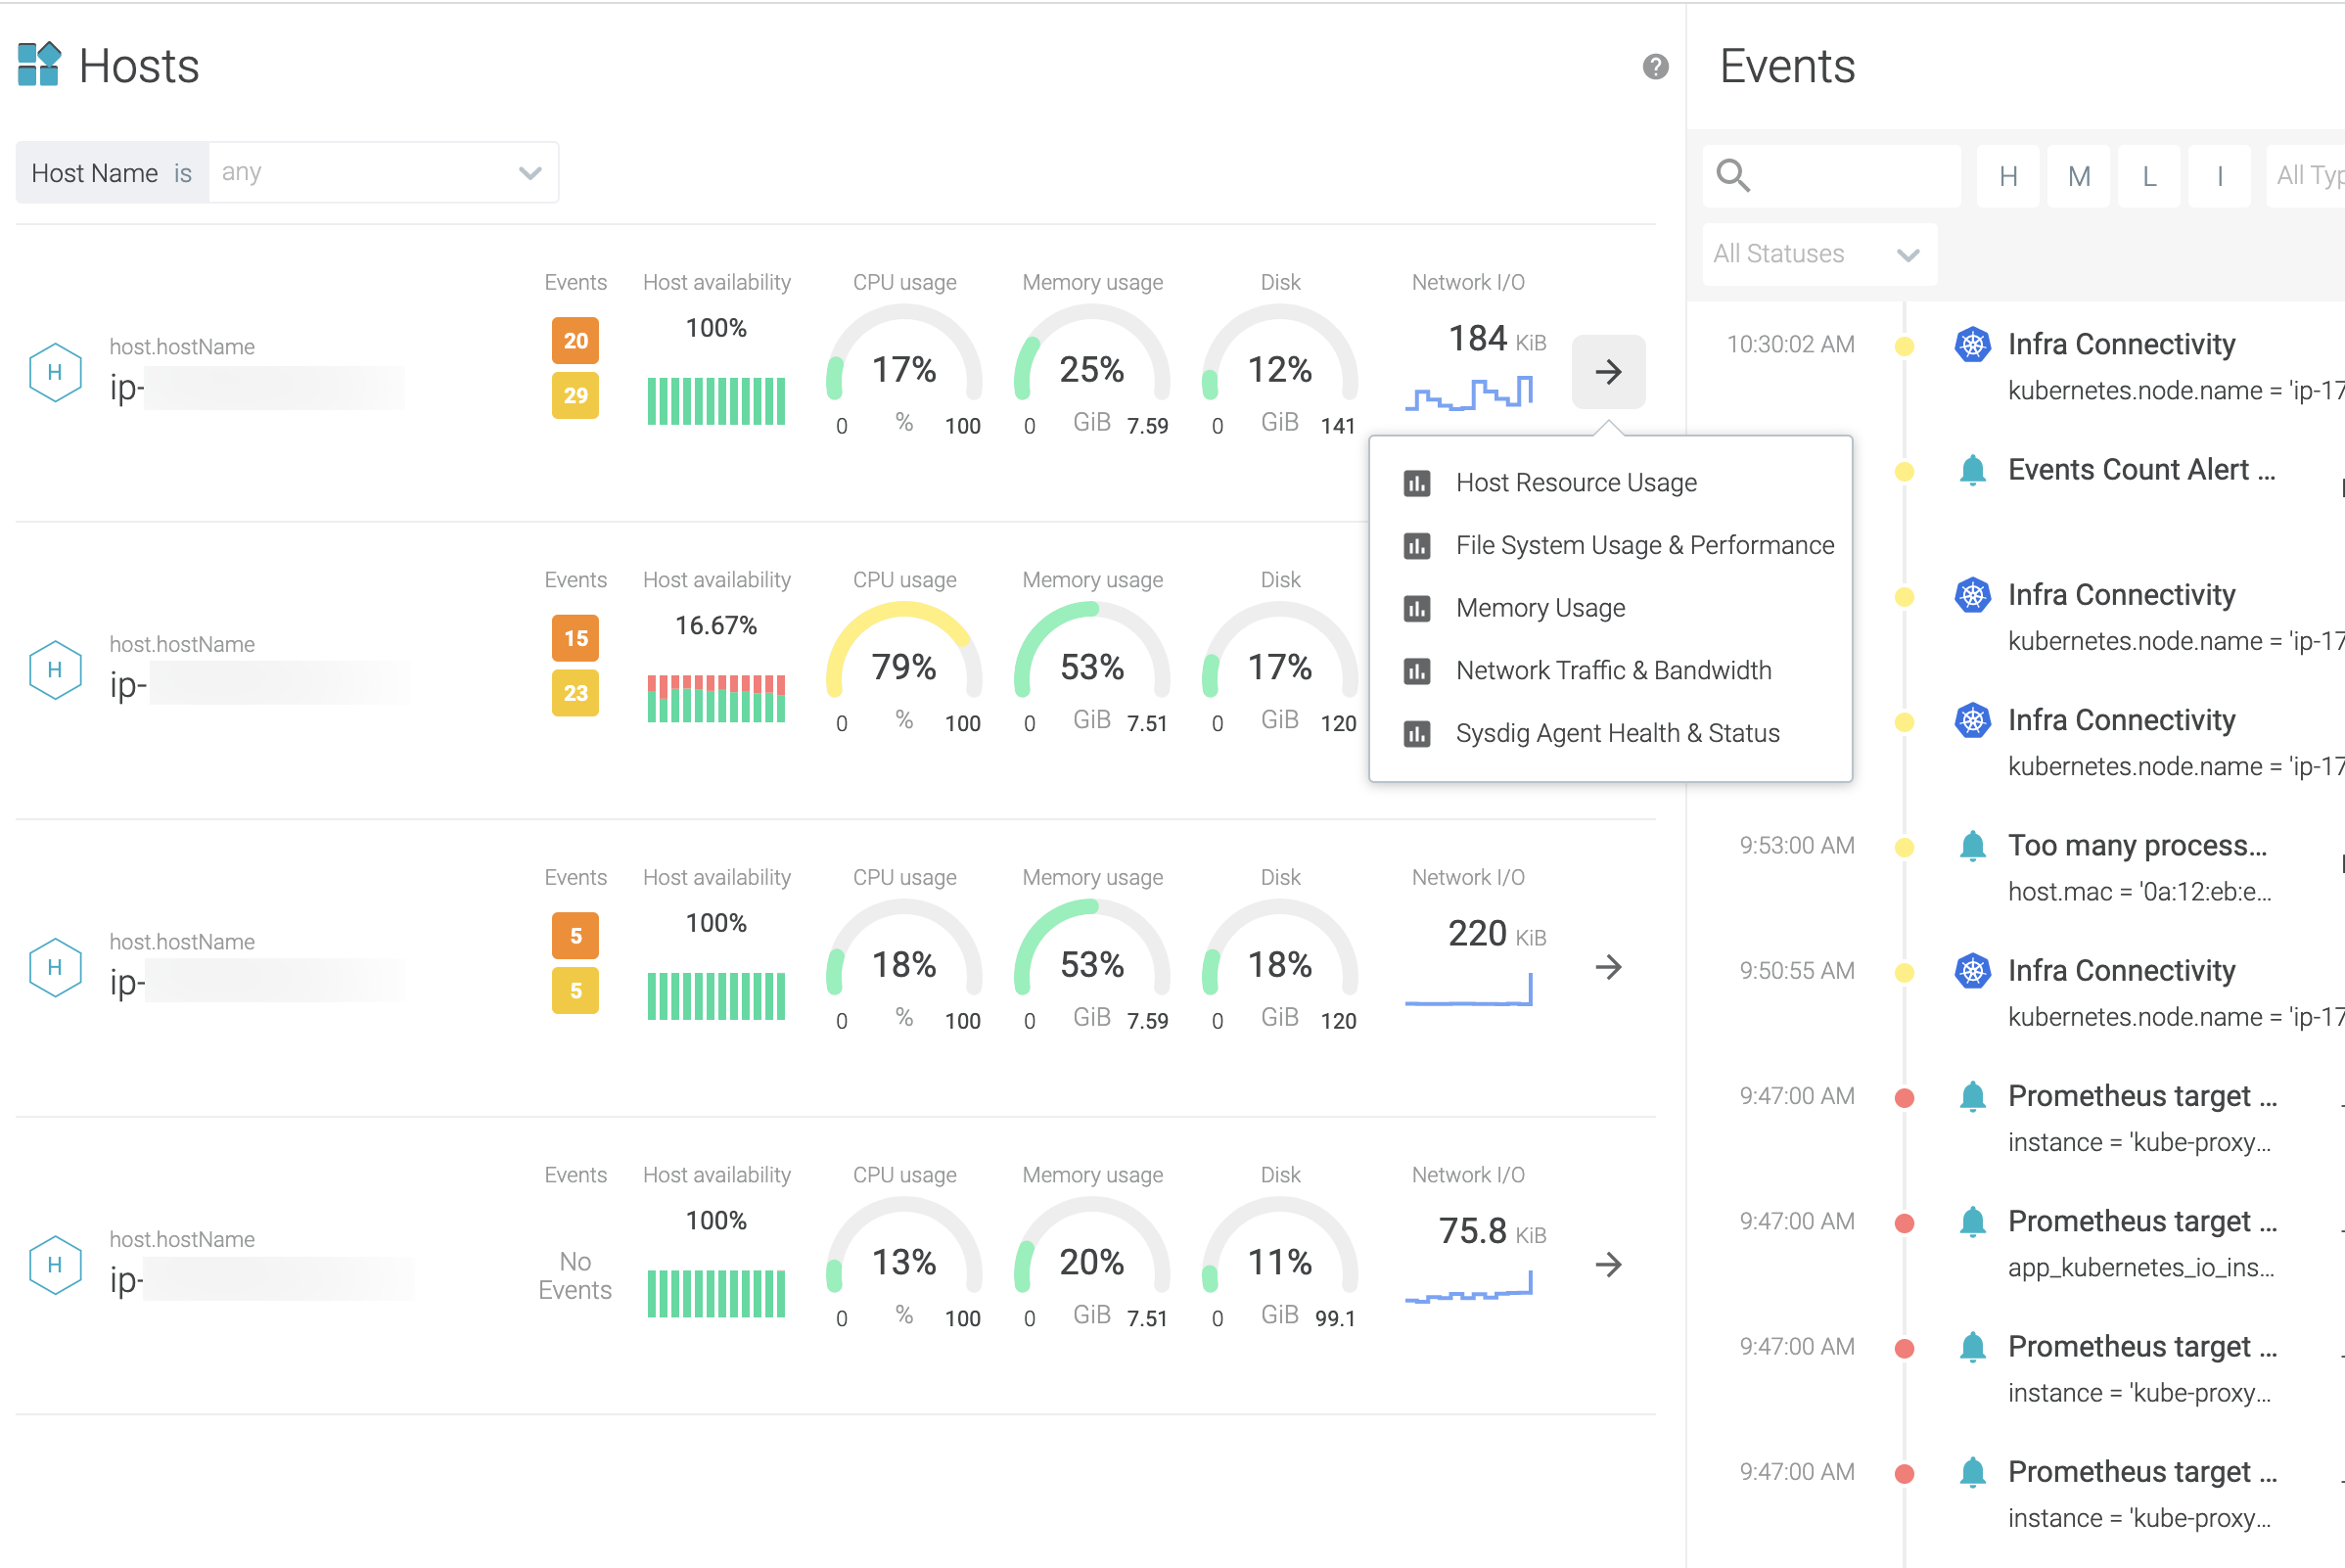 Hosts
?
Host Name is any
Events
Host availability
CPU usage
Memory usage
Disk
Network I/O
H
host.hostName
ip-
20
29
100%
17%
0 % 100
25%
0 GiB 7.59
12%
0 GiB 141
184 KiB
Host Resource Usage
File System Usage & Performance
Memory Usage
Network Traffic & Bandwidth
Sysdig Agent Health & Status
Events
Host availability
CPU usage
Memory usage
Disk
H
host.hostName
ip-
15
23
16.67%
79%
0 % 100
53%
0 GiB 7.51
17%
0 GiB 120
Events
Host availability
CPU usage
Memory usage
Disk
Network I/O
H
host.hostName
ip-
5
5
100%
18%
0 % 100
53%
0 GiB 7.59
18%
0 GiB 120
220 KiB
Events
Host availability
CPU usage
Memory usage
Disk
Network I/O
H
host.hostName
ip-
No
Events
100%
13%
0 % 100
20%
0 GiB 7.51
11%
0 GiB 99.1
75.8 KiB
Events
H M L I All Typ
All Statuses
10:30:02 AM
Infra Connectivity
kubernetes.node.name = 'ip-17
Events Count Alert ...
Infra Connectivity
kubernetes.node.name = 'ip-17
Infra Connectivity
kubernetes.node.name = 'ip-17
9:53:00 AM
Too many process...
host.mac = '0a:12:eb:e...
9:50:55 AM
Infra Connectivity
kubernetes.node.name = 'ip-17
9:47:00 AM
Prometheus target ...
instance = 'kube-proxy...
9:47:00 AM
Prometheus target ...
app_kubernetes_io_ins...
9:47:00 AM
Prometheus target ...
instance = 'kube-proxy...
9:47:00 AM
Prometheus target ...
instance = 'kube-proxy...